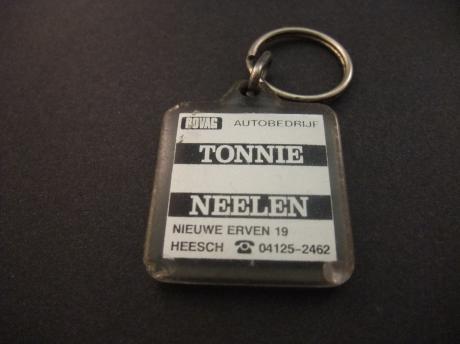 BOVAG AUTOBEDRIJF
TONNIE
NEELEN
NIEUWE ERVEN 19
HEESCH ☎ 04125-2462